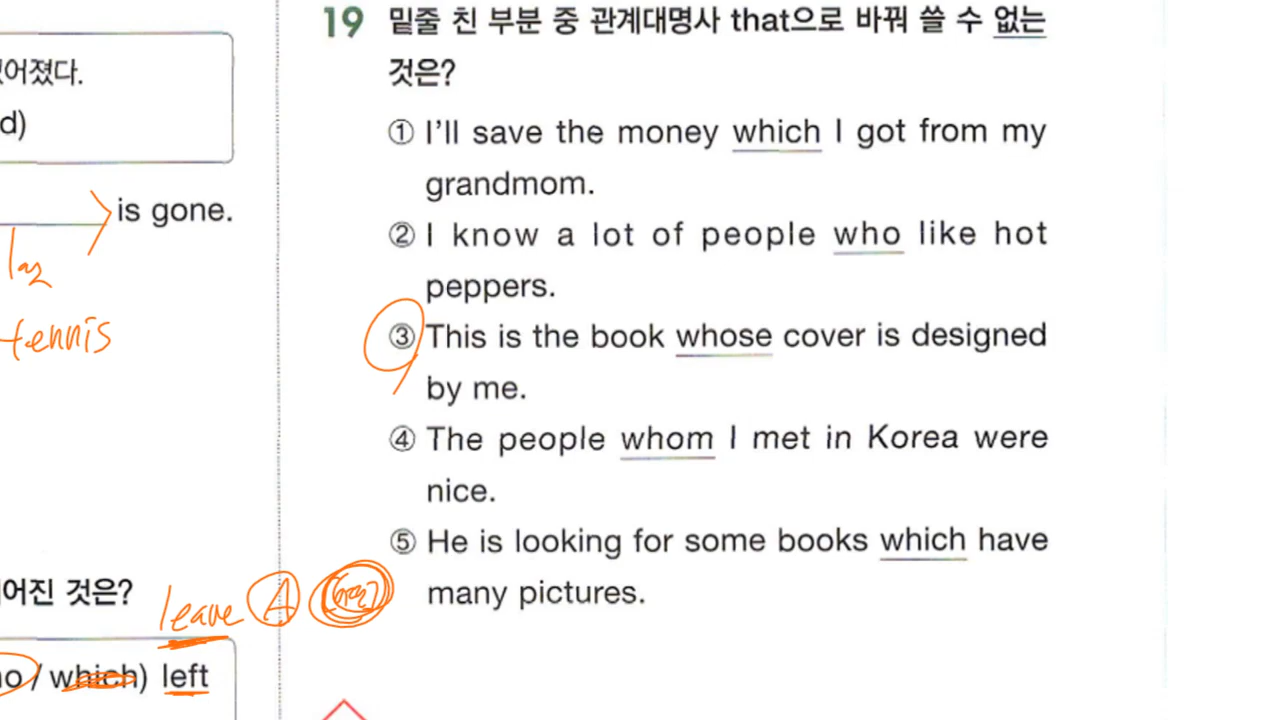 어졌다.
d)
is gone.
tennis
어진 것은?
leave A
/ which) left
19 밑줄 친 부분 중 관계대명사 that으로 바꿔 쓸 수 없는
것은?
① I'll save the money which I got from my
grandmom.
② I know a lot of people who like hot
peppers.
③ This is the book whose cover is designed
by me.
④ The people whom I met in Korea were
nice.
⑤ He is looking for some books which have
many pictures.